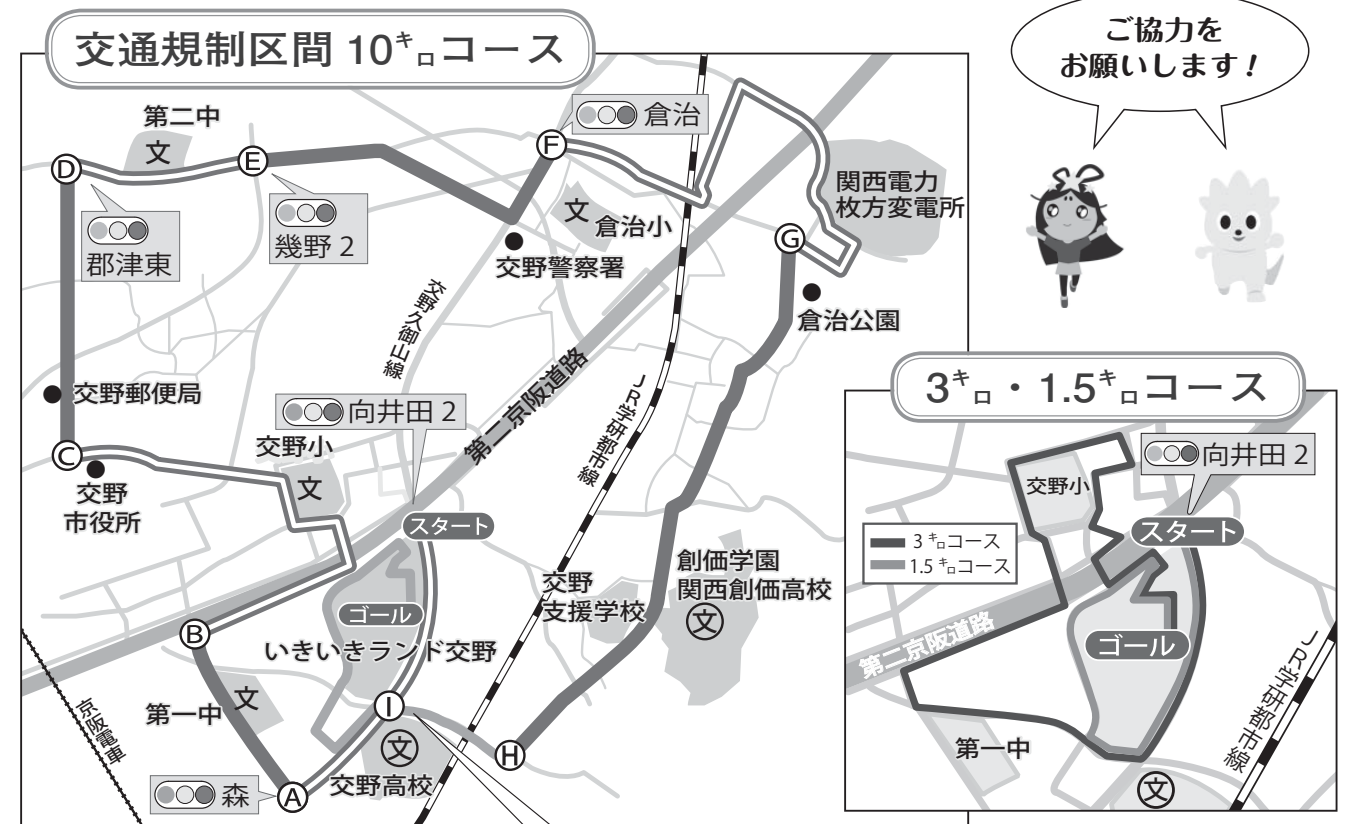 交通規制区間 10キロコース
ご協力を
お願いします!
第二中
文
D
E
F
倉治
郡津東
幾野 2
文
倉治小
交野警察署
関西電力
枚方変電所
G
倉治公園
交野久御山線
交野郵便局
向井田 2
第二京阪道路
JR学研都市線
C
交野
市役所
交野小
文
スタート
ゴール
いきいきランド交野
交野
支援学校
創価学園
関西創価高校
文
B
第一中
文
京阪電車
I
文
交野高校
H
森
A
3キロ・1.5キロコース
向井田 2
交野小
スタート
3キロコース
1.5キロコース
第二京阪道路
ゴール
JR学研都市線
第一中
文